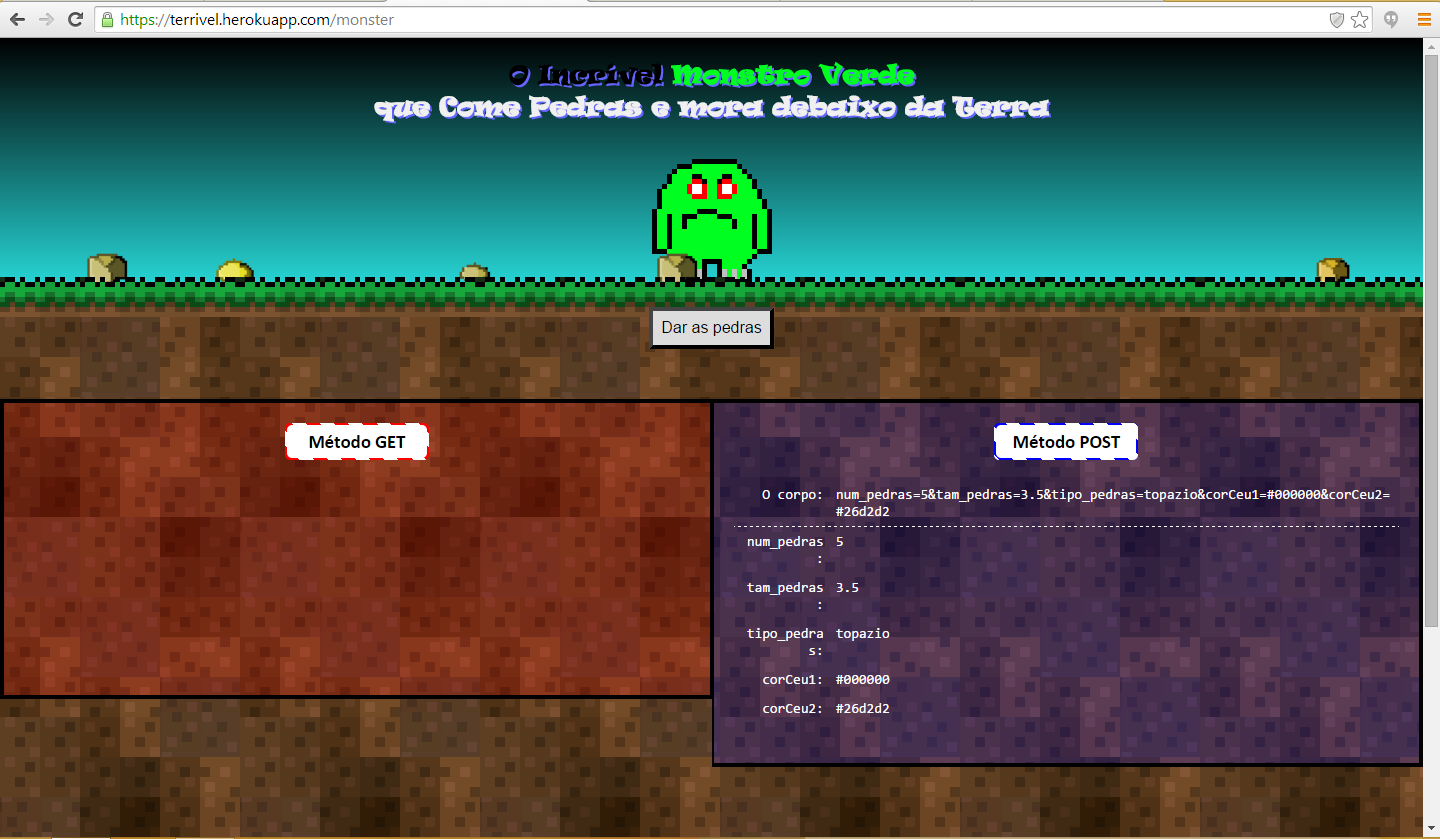 https://terrivel.herokuapp.com/monster
O Incrível Monstro Verde
que Come Pedras e mora debaixo da Terra
Dar as pedras
Método GET
Método POST
O corpo: num_pedras=5&tam_pedras=3.5&tipo_pedras=topazio&corCeu1=#000000&corCeu2=
#26d2d2
num_pedras 5
:
tam_pedras 3.5
:
tipo_pedra topazio
s:
corCeu1: #000000
corCeu2: #26d2d2